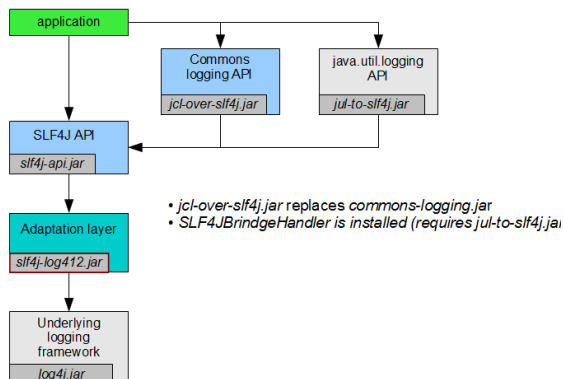 application
Commons
logging API
jcl-over-slf4j.jar
java.util.logging
API
jul-to-slf4j.jar
SLF4J API
slf4j-api.jar
• jcl-over-slf4j.jar replaces commons-logging.jar
• SLF4JBrindgeHandler is installed (requires jul-to-slf4j.jar
Adaptation layer
slf4j-log412.jar
Underlying
logging
framework
log4j.jar